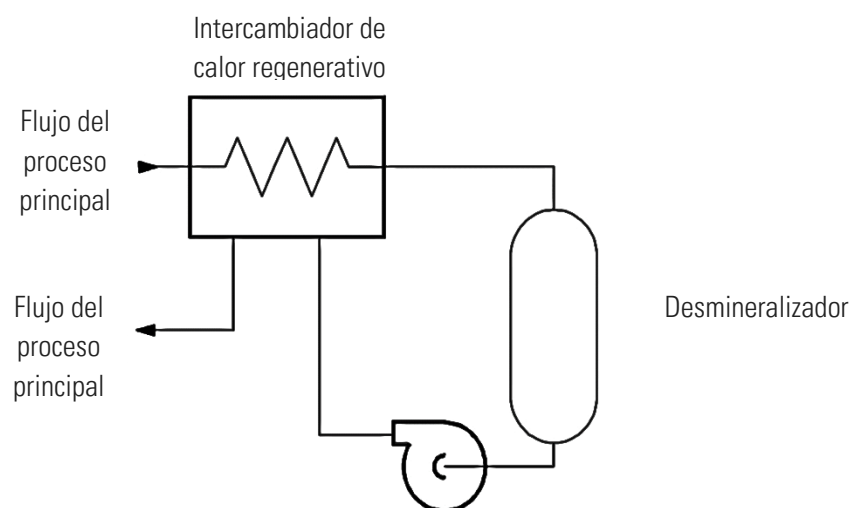 Intercambiador de
calor regenerativo
Flujo del
proceso
principal
Flujo del
proceso
principal
Desmineralizador